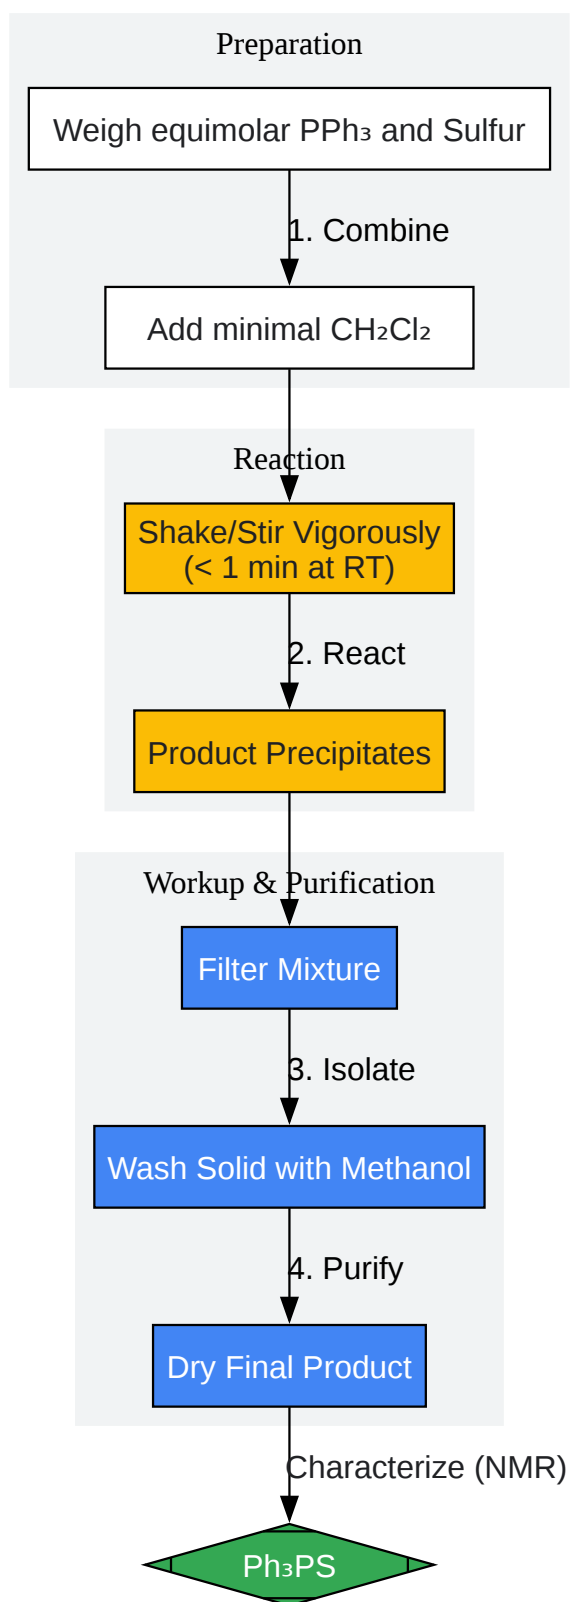 Preparation
Weigh equimolar PPh₃ and Sulfur
1. Combine
Add minimal CH₂Cl₂
Reaction
Shake/Stir Vigorously
(< 1 min at RT)
2. React
Product Precipitates
Workup & Purification
Filter Mixture
3. Isolate
Wash Solid with Methanol
4. Purify
Dry Final Product
Characterize (NMR)
Ph₃PS